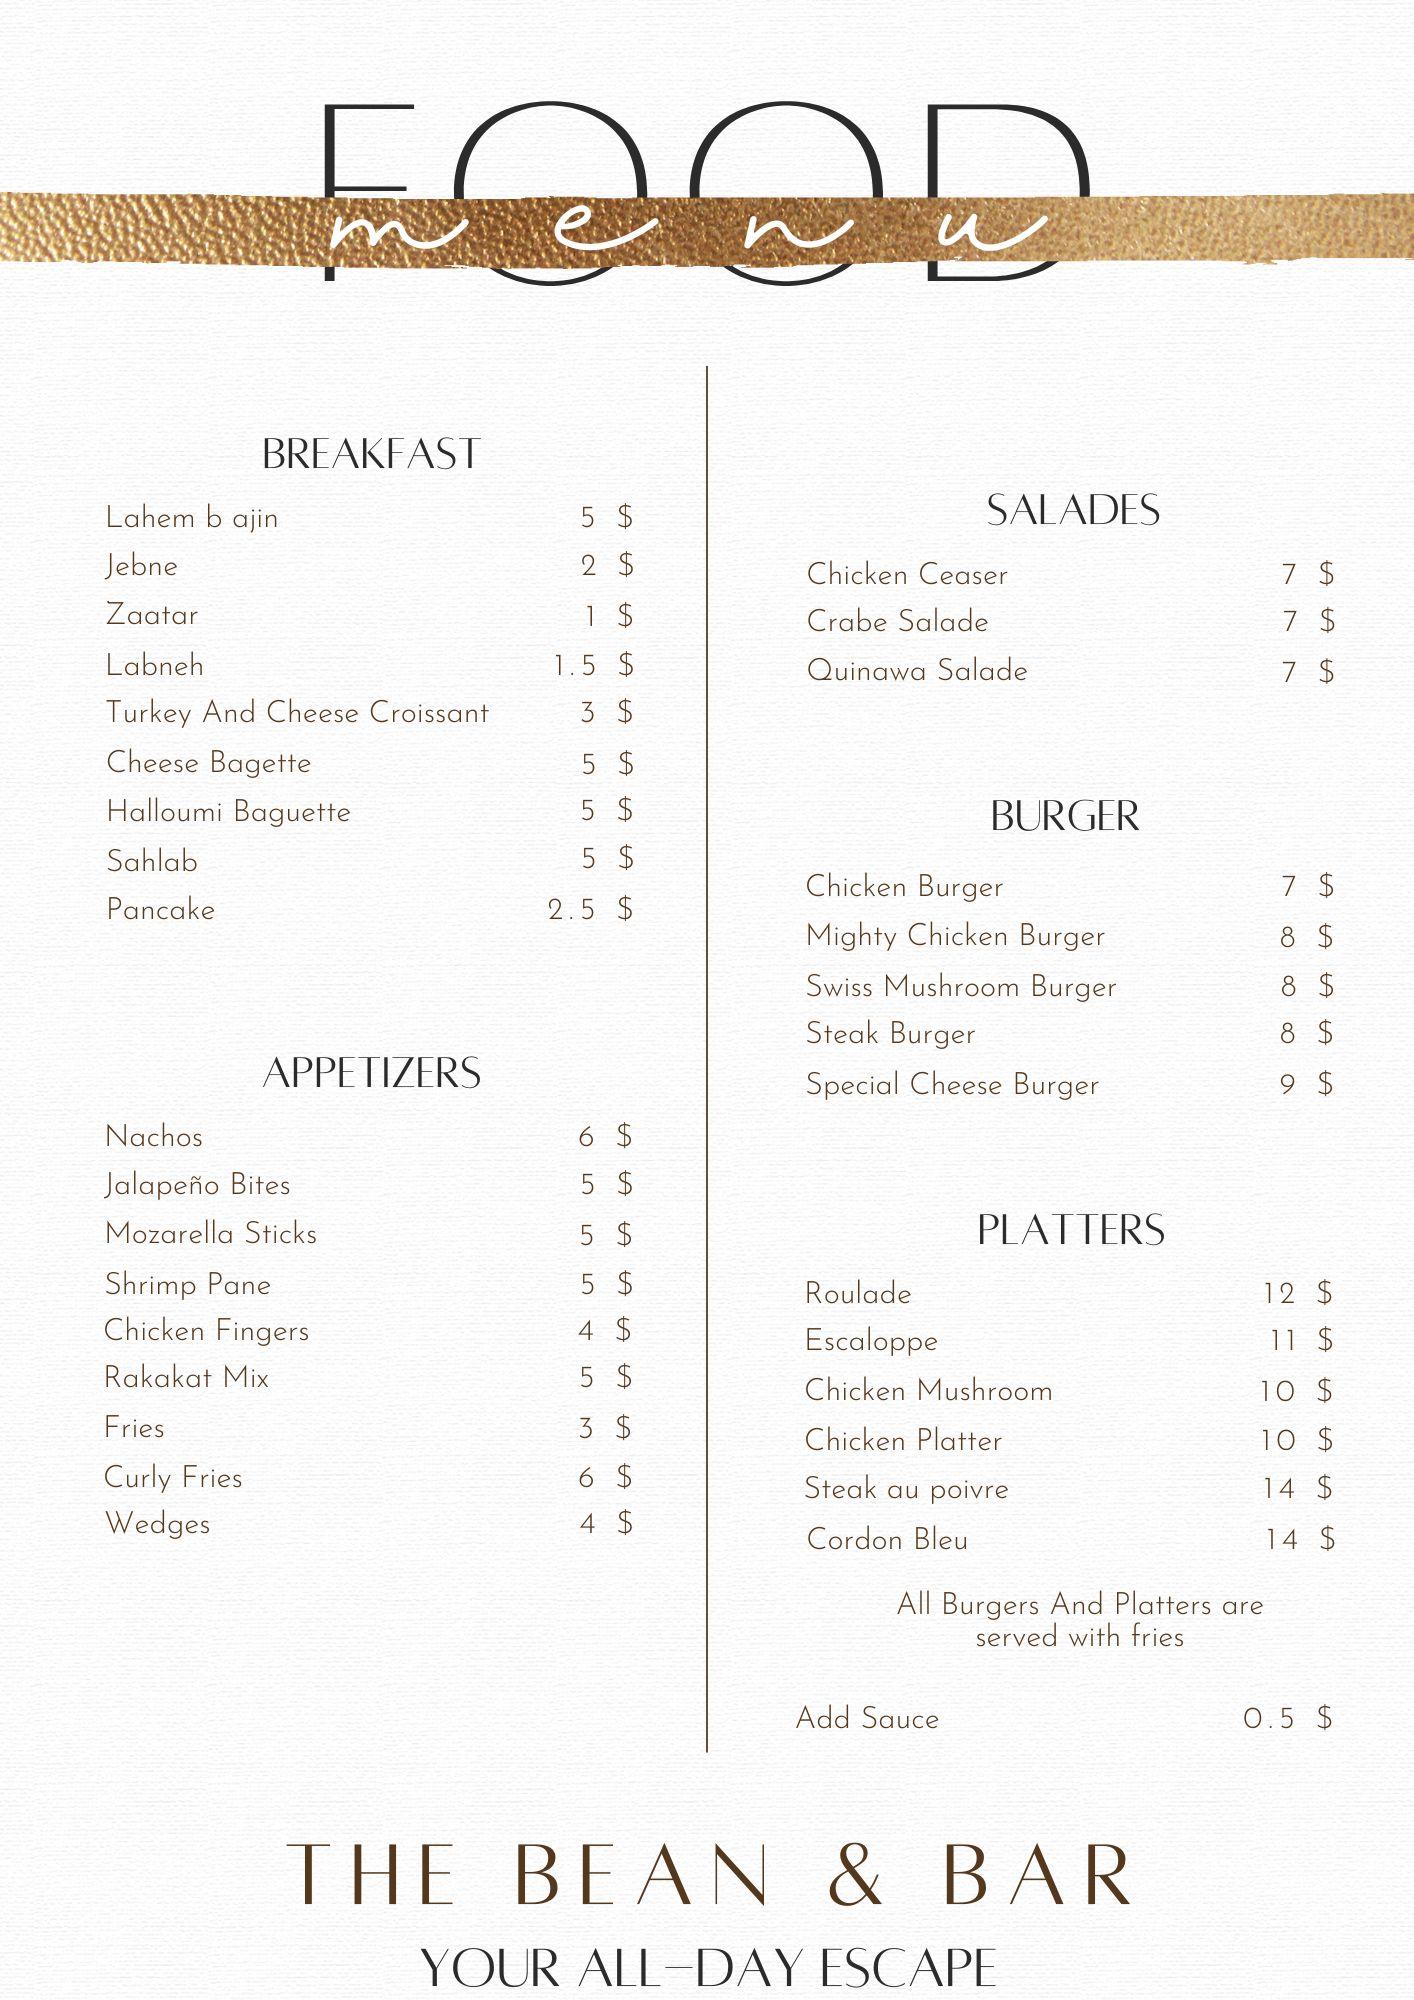 FOOD
menu
BREAKFAST
Lahem b ajin 5 $
Jebne 2 $
Zaatar 1 $
Labneh 1.5 $
Turkey And Cheese Croissant 3 $
Cheese Bagette 5 $
Halloumi Baguette 5 $
Sahlab 5 $
Pancake 2.5 $
APPETIZERS
Nachos 6 $
Jalapeño Bites 5 $
Mozarella Sticks 5 $
Shrimp Pane 5 $
Chicken Fingers 4 $
Rakakat Mix 5 $
Fries 3 $
Curly Fries 6 $
Wedges 4 $
SALADES
Chicken Ceaser 7 $
Crabe Salade 7 $
Quinawa Salade 7 $
BURGER
Chicken Burger 7 $
Mighty Chicken Burger 8 $
Swiss Mushroom Burger 8 $
Steak Burger 8 $
Special Cheese Burger 9 $
PLATTERS
Roulade 12 $
Escaloppe 11 $
Chicken Mushroom 10 $
Chicken Platter 10 $
Steak au poivre 14 $
Cordon Bleu 14 $
All Burgers And Platters are
served with fries
Add Sauce 0.5 $
THE BEAN & BAR
YOUR ALL-DAY ESCAPE